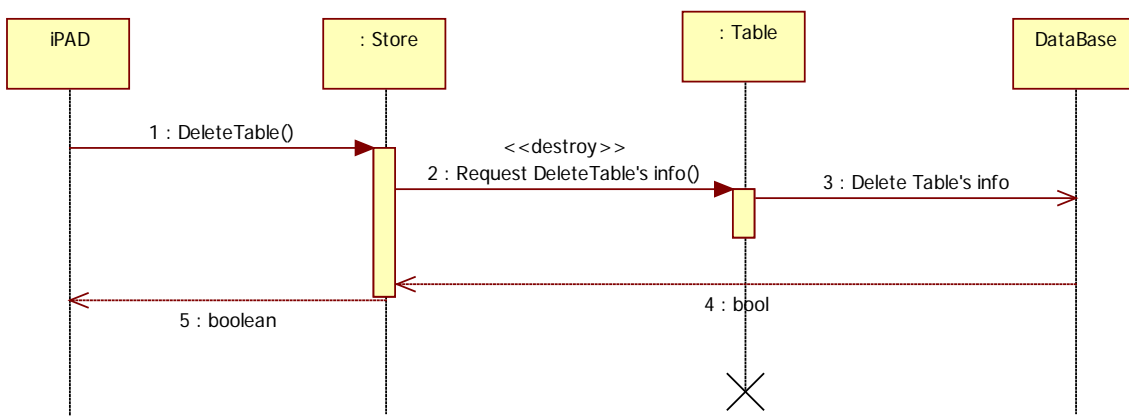 iPAD
: Store
: Table
DataBase
1 : DeleteTable()
<<destroy>>
2 : Request DeleteTable's info()
3 : Delete Table's info
4 : bool
5 : boolean